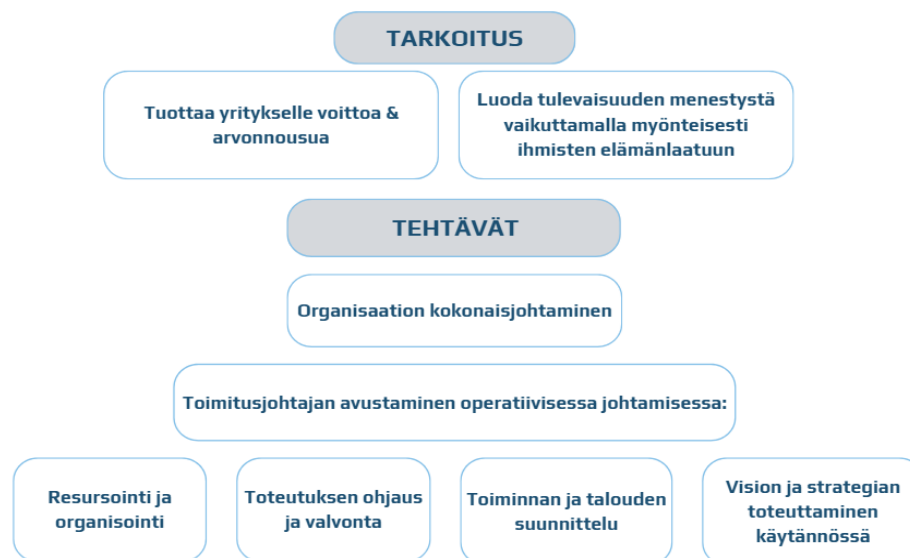 TARKOITUS
Tuottaa yritykselle voittoa &
arvonnousua
Luoda tulevaisuuden menestystä
vaikuttamalla myönteisesti
ihmisten elämänlaatuun
TEHTÄVÄT
Organisaation kokonaisjohtaminen
Toimitusjohtajan avustaminen operatiivisessa johtamisessa:
Resursointi ja
organisointi
Toteutuksen ohjaus
ja valvonta
Toiminnan ja talouden
suunnittelu
Vision ja strategian
toteuttaminen
käytännössä